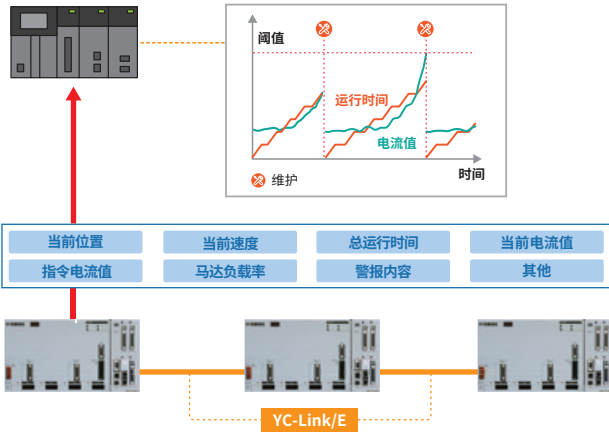 阈值
运行时间
电流值
时间
维护
当前位置
当前速度
总运行时间
当前电流值
指令电流值
马达负载率
警报内容
其他
YC-Link/E